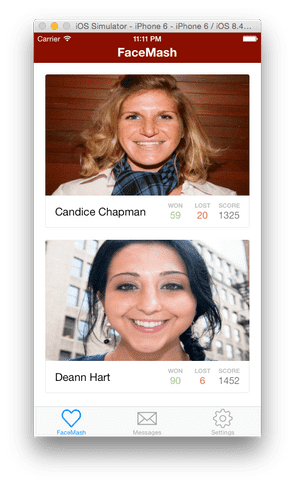 iOS Simulator - iPhone 6 - iPhone 6 / iOS 8.4...
Carrier 11:11 PM
FaceMash
WON LOST SCORE
Candice Chapman 59 20 1325
WON LOST SCORE
Deann Hart 90 6 1452
FaceMash Messages Settings